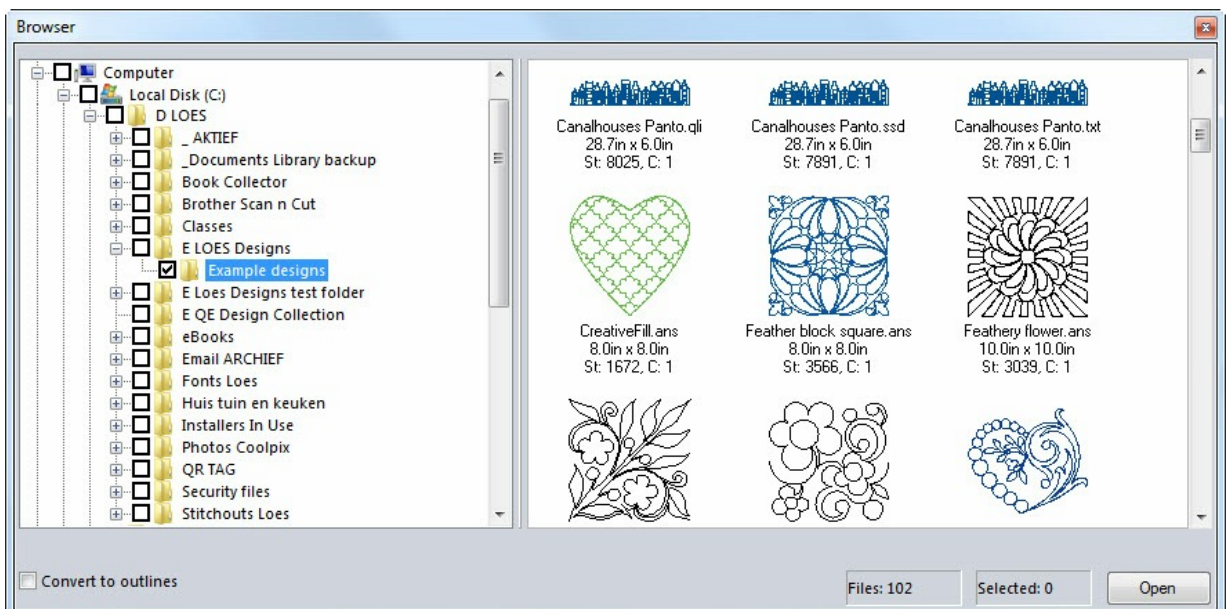 Browser
Computer
Local Disk (C:)
D LOES
_ AKTIEF
_Documents Library backup
Book Collector
Brother Scan n Cut
Classes
E LOES Designs
Example designs
E Loes Designs test folder
E QE Design Collection
eBooks
Email ARCHIEF
Fonts Loes
Huis tuin en keuken
Installers In Use
Photos Coolpix
QR TAG
Security files
Stitchouts Loes
Canalhouses Panto.qli
28.7in x 6.0in
St: 8025, C: 1
Canalhouses Panto.ssd
28.7in x 6.0in
St: 7891, C: 1
Canalhouses Panto.txt
28.7in x 6.0in
St: 7891, C: 1
CreativeFill.ans
8.0in x 8.0in
St: 1672, C: 1
Feather block square.ans
8.0in x 8.0in
St: 3566, C: 1
Feathery flower.ans
10.0in x 10.0in
St: 3039, C: 1
Convert to outlines
Files: 102
Selected: 0
Open